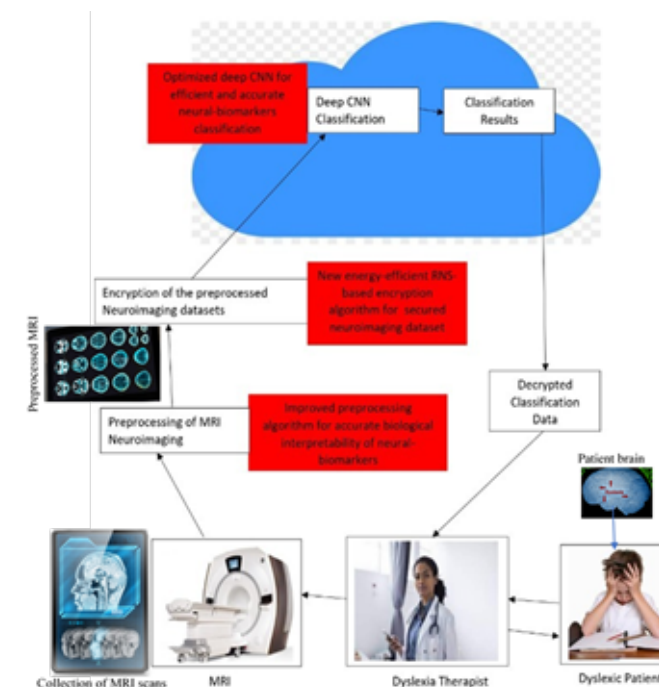 Optimized deep CNN for
efficient and accurate
neural-biomarkers
classification
Deep CNN
Classification
Classification
Results
Encryption of the preprocessed
Neuroimaging datasets
New energy-efficient RNS-
based encryption
algorithm for secured
neuroimaging dataset
Preprocessed MRI
Decrypted
Classification
Data
Preprocessing of MRI
Neuroimaging
Improved preprocessing
algorithm for accurate biological
interpretability of neural-
biomarkers
Patient brain
Collection of MRI scans
MRI
Dyslexia Therapist
Dyslexic Patient